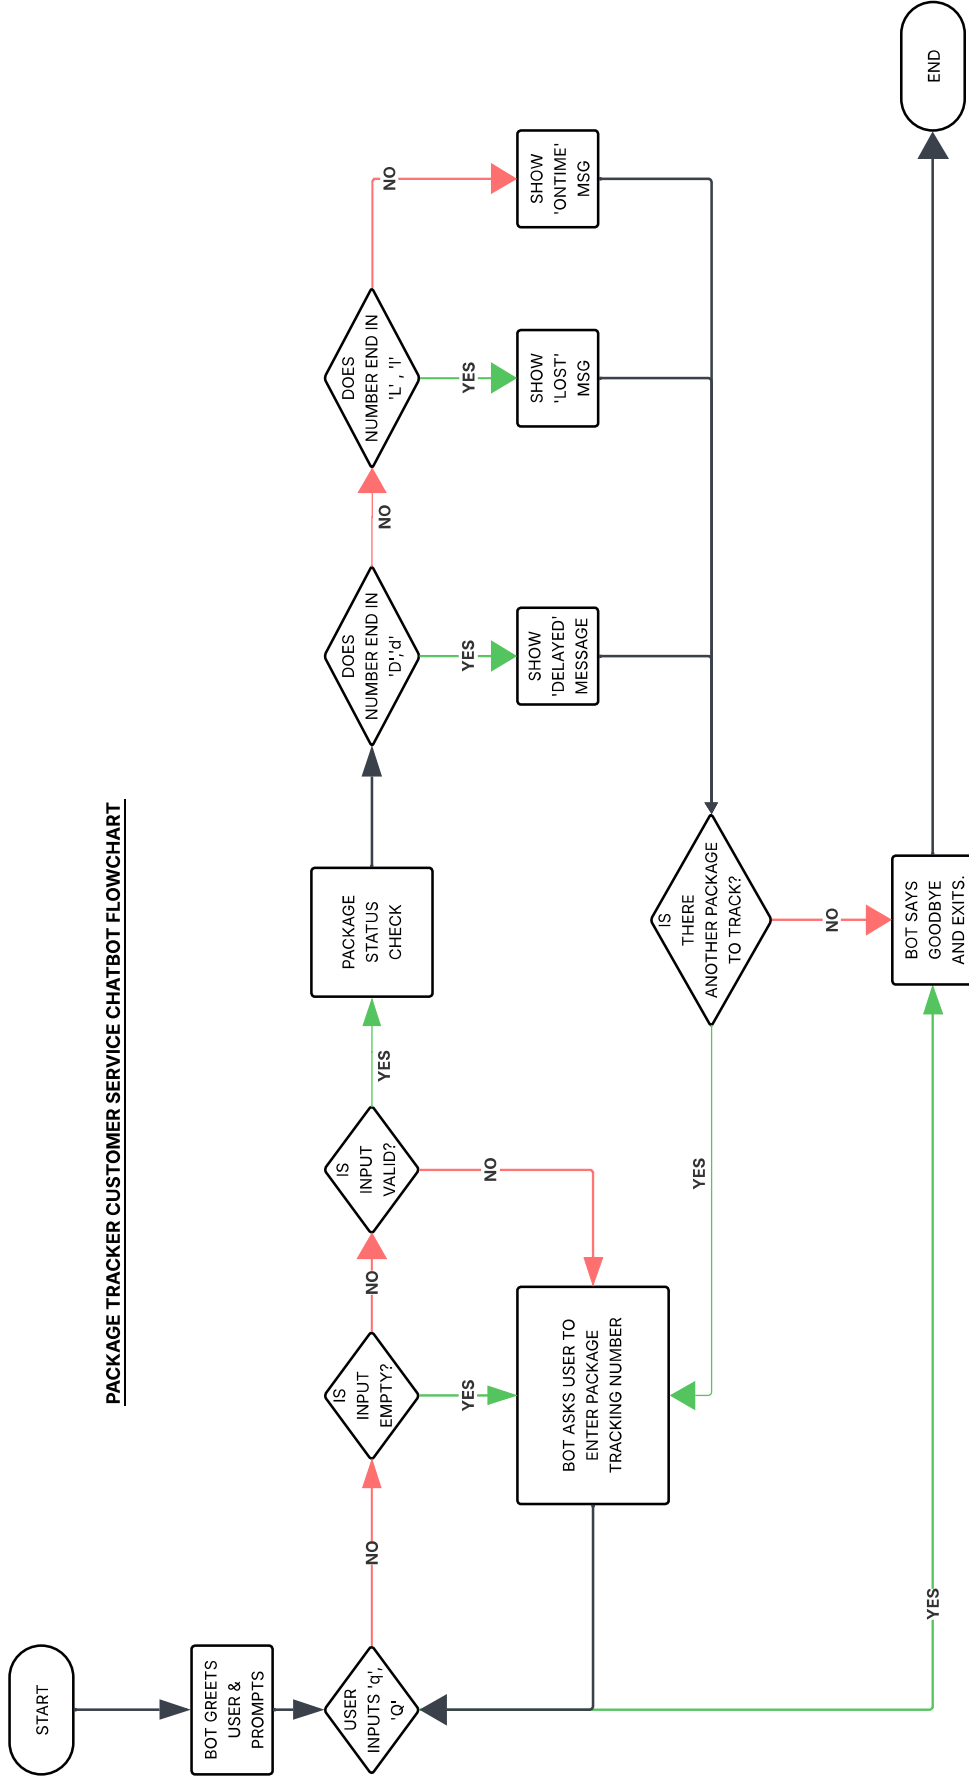 PACKAGE TRACKER CUSTOMER SERVICE CHATBOT FLOWCHART
START
BOT GREETS
USER &
PROMPTS
USER
INPUTS 'q',
'Q'
NO
IS
INPUT
EMPTY?
NO
YES
IS
INPUT
VALID?
YES
NO
PACKAGE
STATUS
CHECK
DOES
NUMBER END IN
'D','d'
NO
YES
DOES
NUMBER END IN
'L' , 'l'
NO
YES
BOT ASKS USER TO
ENTER PACKAGE
TRACKING NUMBER
SHOW
'DELAYED'
MESSAGE
SHOW
'LOST'
MSG
SHOW
'ONTIME'
MSG
IS
THERE
ANOTHER PACKAGE
TO TRACK?
YES
NO
YES
BOT SAYS
GOODBYE
AND EXITS.
END